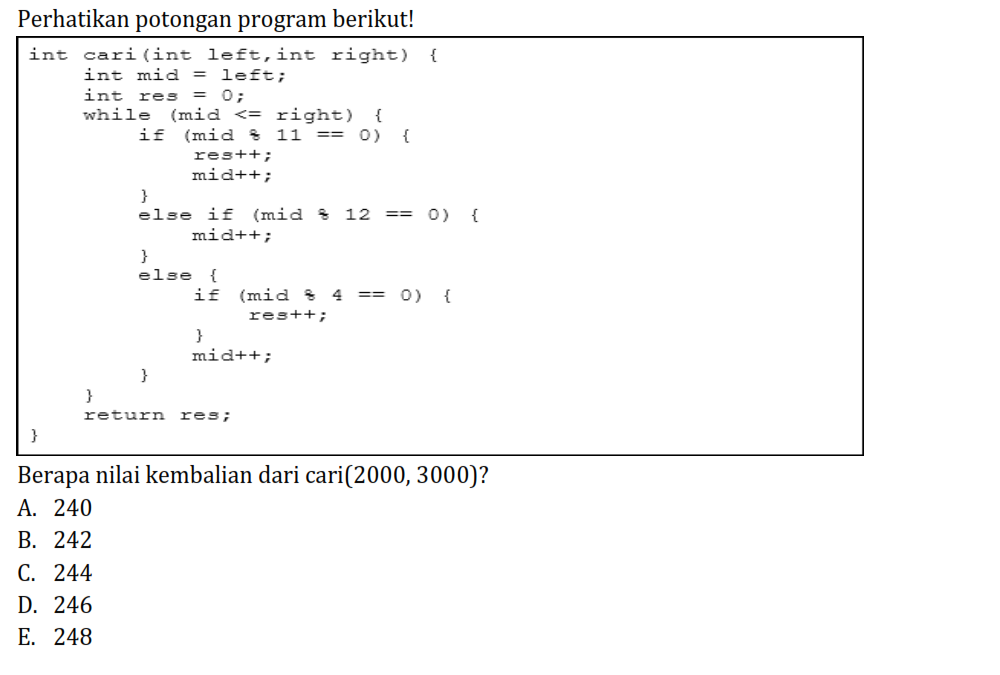 Perhatikan potongan program berikut!
int cari(int left,int right) {
int mid = left;
int res = 0;
while (mid <= right) {
if (mid % 11 == 0) {
res++;
mid++;
}
else if (mid % 12 == 0) {
mid++;
}
else {
if (mid % 4 == 0) {
res++;
}
mid++;
}
}
return res;
}
Berapa nilai kembalian dari cari(2000, 3000)?
A. 240
B. 242
C. 244
D. 246
E. 248